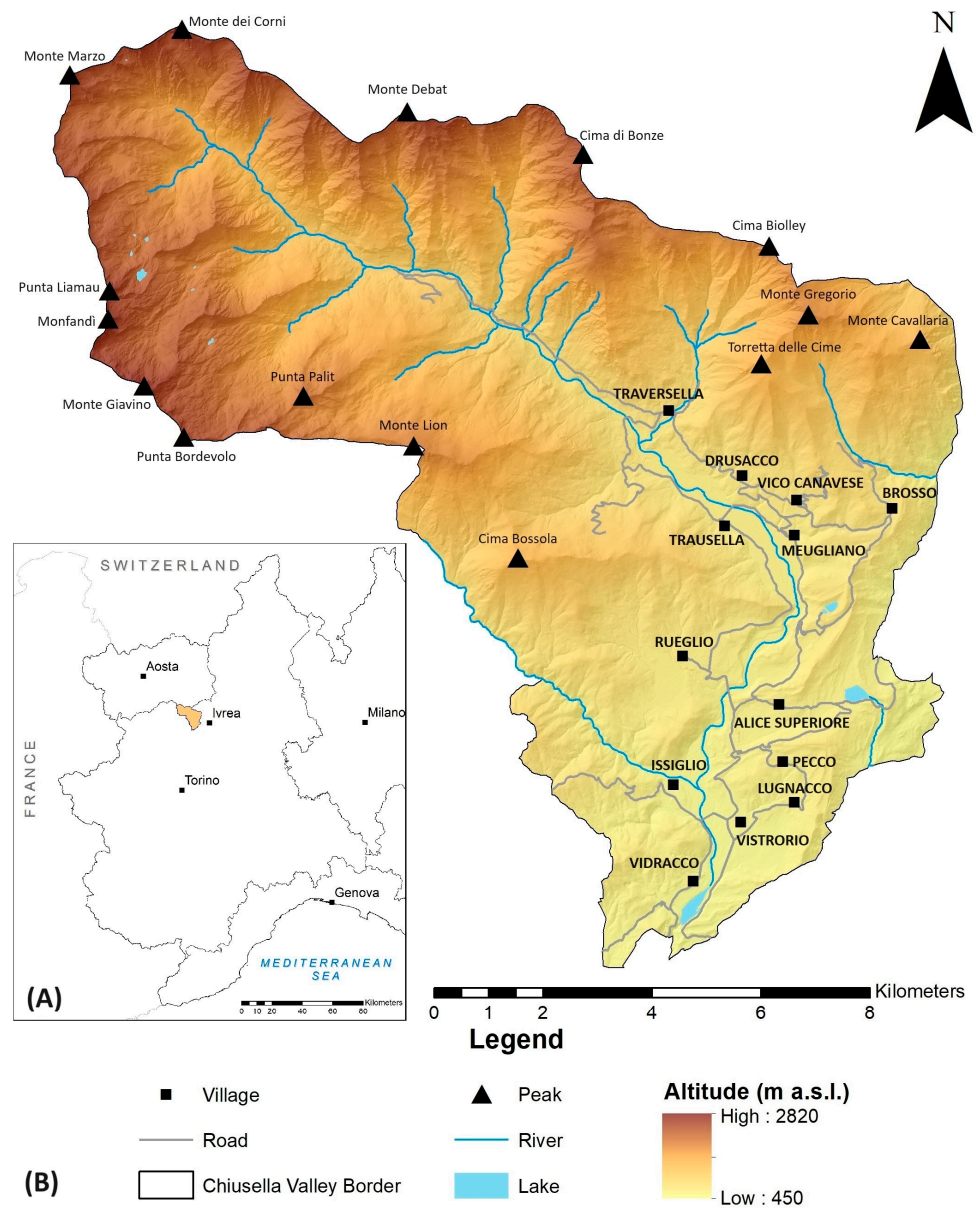 N
Monte dei Corni
Monte Marzo
Monte Debat
Cima di Bonze
Cima Biolley
Punta Liamau
Monte Gregorio
Monfandì
Monte Cavallaria
Torretta delle Cime
Punta Palit
Monte Giavino
TRAVERSELLA
Monte Lion
Punta Bordevolo
DRUSACCO
VICO CANAVESE
BROSSO
TRAUSELLA
Cima Bossola
MEUGLIANO
RUEGLIO
ALICE SUPERIORE
ISSIGLIO
PECCO
LUGNACCO
VISTRORIO
VIDRACCO
SWITZERLAND
Aosta
Ivrea
Milano
FRANCE
Torino
Genova
MEDITERRANEAN
SEA
(A)
Kilometers
0 10 20 40 60 80
Kilometers
0 1 2 4 6 8
Legend
Village
Peak
Altitude (m a.s.l.)
High : 2820
Road
River
(B)
Chiusella Valley Border
Lake
Low : 450